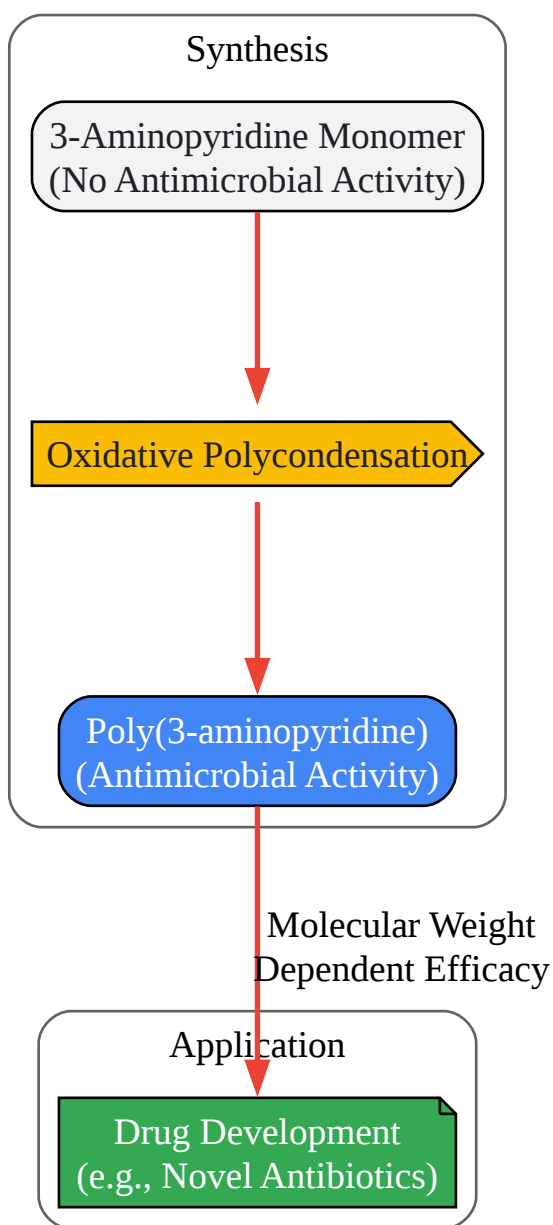 Synthesis
3-Aminopyridine Monomer
(No Antimicrobial Activity)
Oxidative Polycondensation
Poly(3-aminopyridine)
(Antimicrobial Activity)
Molecular Weight
Dependent Efficacy
Application
Drug Development
(e.g., Novel Antibiotics)